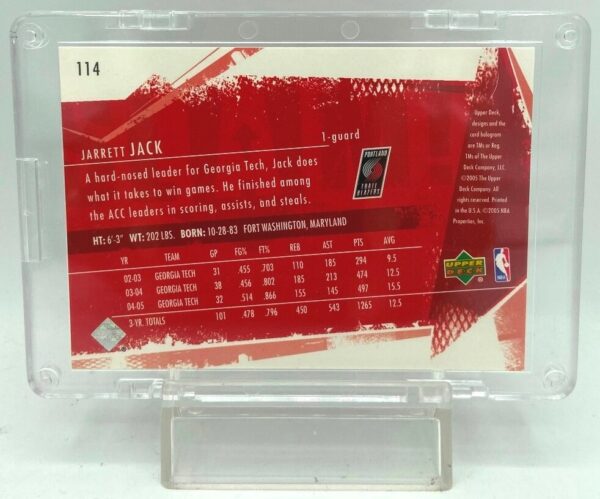 114
JARRETT JACK
1-guard
A hard-nosed leader for Georgia Tech, Jack does
what it takes to win games. He finished among
the ACC leaders in scoring, assists, and steals.
HT: 6'3" WT: 202 LBS. BORN: 10-28-83 FORT WASHINGTON, MARYLAND
YR TEAM GP FG% FT% REB AST PTS AVG
02-03 GEORGIA TECH 31 .455 .703 110 185 294 9.5
03-04 GEORGIA TECH 38 .456 .802 185 213 474 12.5
04-05 GEORGIA TECH 32 .514 .866 155 145 497 15.5
3-YR. TOTALS 101 .478 .796 450 543 1265 12.5
PORTLAND
TRAIL BLAZERS
Upper Deck,
designs and the
card hologram
are TMs or Reg.
TMs of The Upper
Deck Company, LLC.
©2005 The Upper
Deck Company. All
rights reserved. Printed
in the U.S.A. ©2005 NBA
Properties, Inc.
UPPER
DECK
®
NBA
®